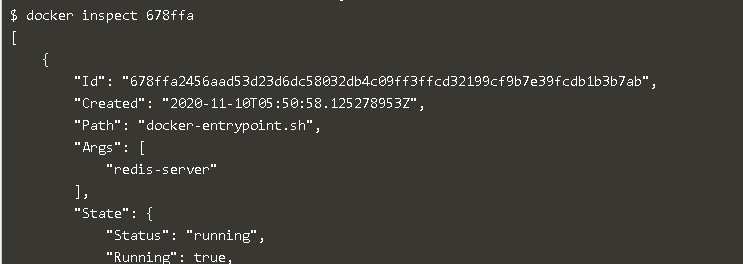 $ docker inspect 678ffa
[
    {
        "Id": "678ffa2456aad53d23d6dc58032db4c09ff3ffcd32199cf9b7e39fcdb1b3b7ab",
        "Created": "2020-11-10T05:50:58.125278953Z",
        "Path": "docker-entrypoint.sh",
        "Args": [
            "redis-server"
        ],
        "State": {
            "Status": "running",
            "Running": true,